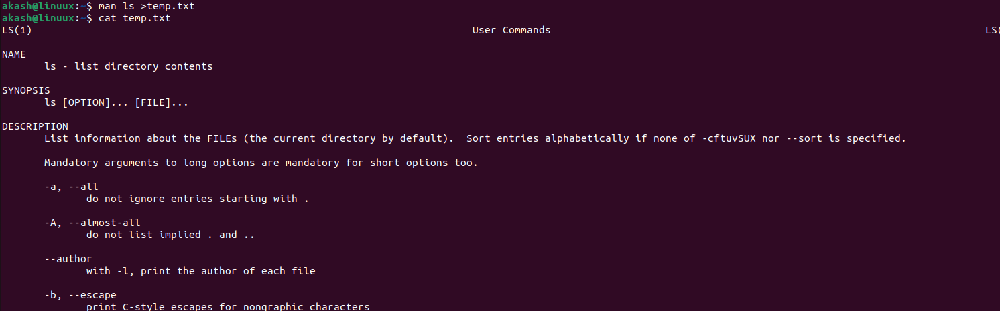 akash@linuux:~$ man ls >temp.txt
akash@linuux:~$ cat temp.txt
LS(1) User Commands LS(
NAME
ls - list directory contents
SYNOPSIS
ls [OPTION]... [FILE]...
DESCRIPTION
List information about the FILEs (the current directory by default).  Sort entries alphabetically if none of -cftuvSUX nor --sort is specified.
Mandatory arguments to long options are mandatory for short options too.
-a, --all
do not ignore entries starting with .
-A, --almost-all
do not list implied . and ..
--author
with -l, print the author of each file
-b, --escape
print C-style escapes for nongraphic characters